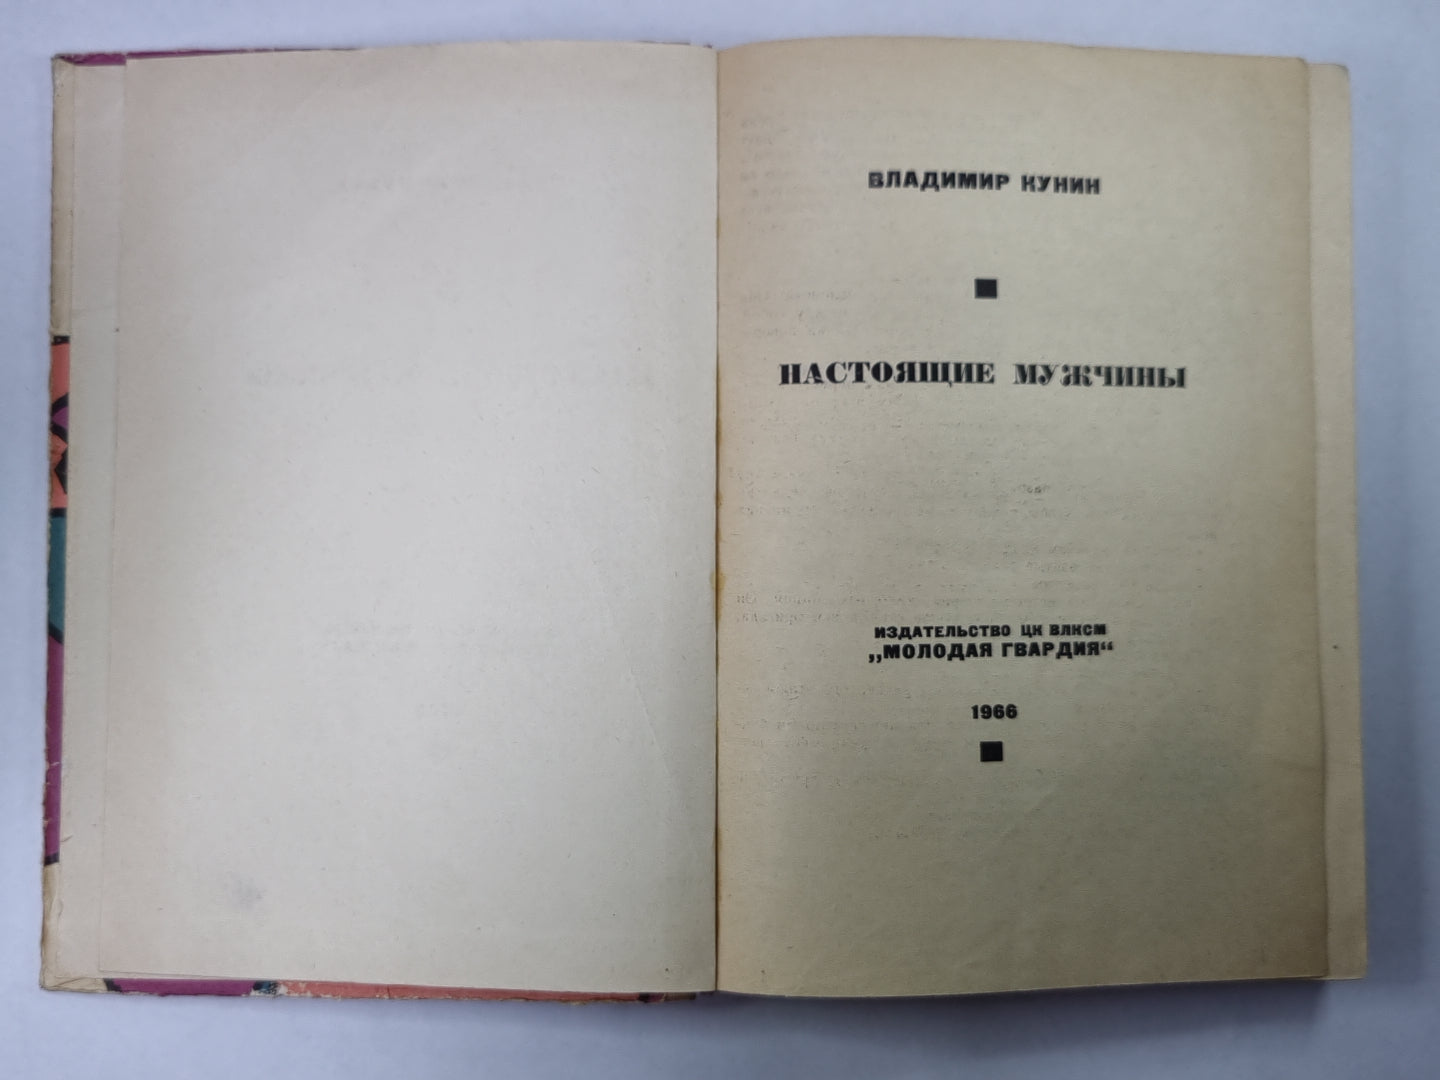 ВЛАДИМИР КУНИН
НАСТОЯЩИЕ МУЖЧИНЫ
ИЗДАТЕЛЬСТВО ЦК ВЛКСМ
„МОЛОДАЯ ГВАРДИЯ“
1966